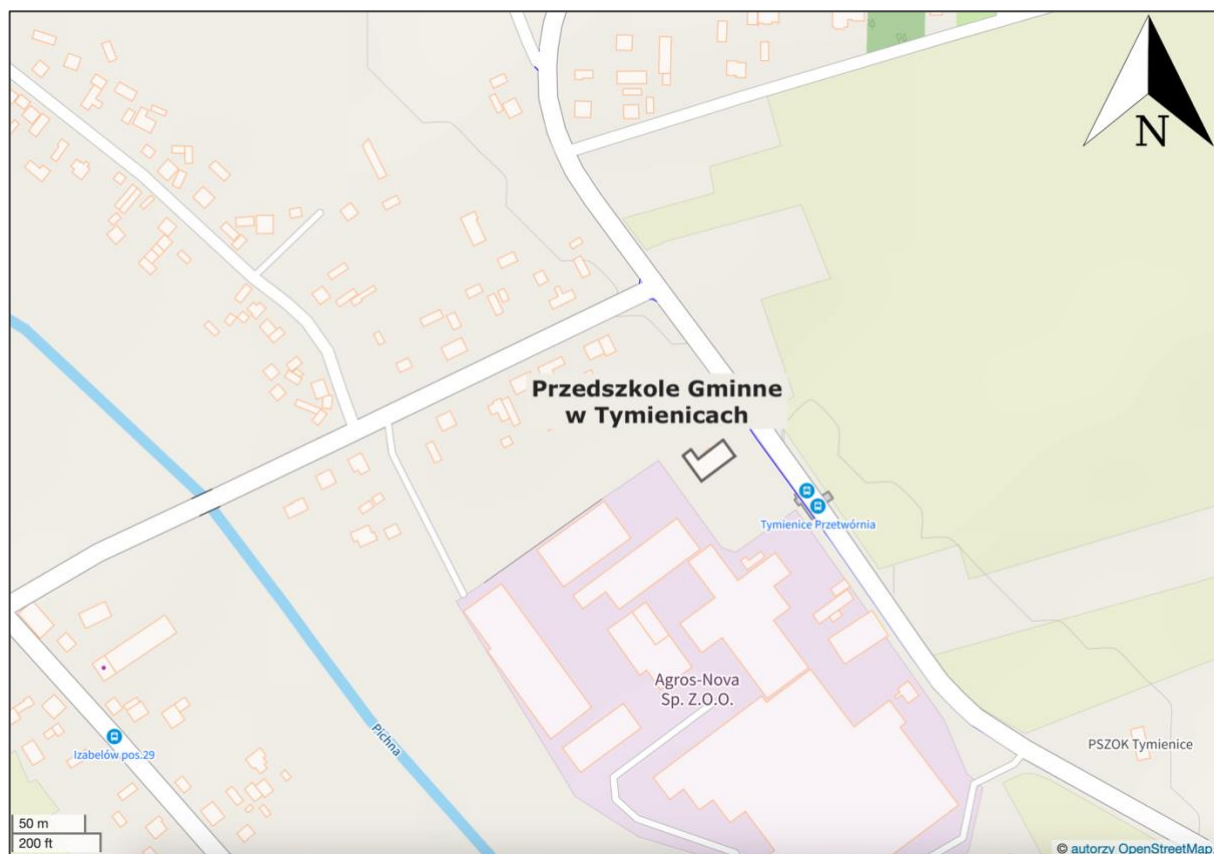 N
Przedszkole Gminne
w Tymienicach
Tymienice Przetwórnia
Agros-Nova
Sp. Z.O.O.
Pichna
Izabelów pos.29
PSZOK Tymienice
50 m
200 ft
© autorzy OpenStreetMap.